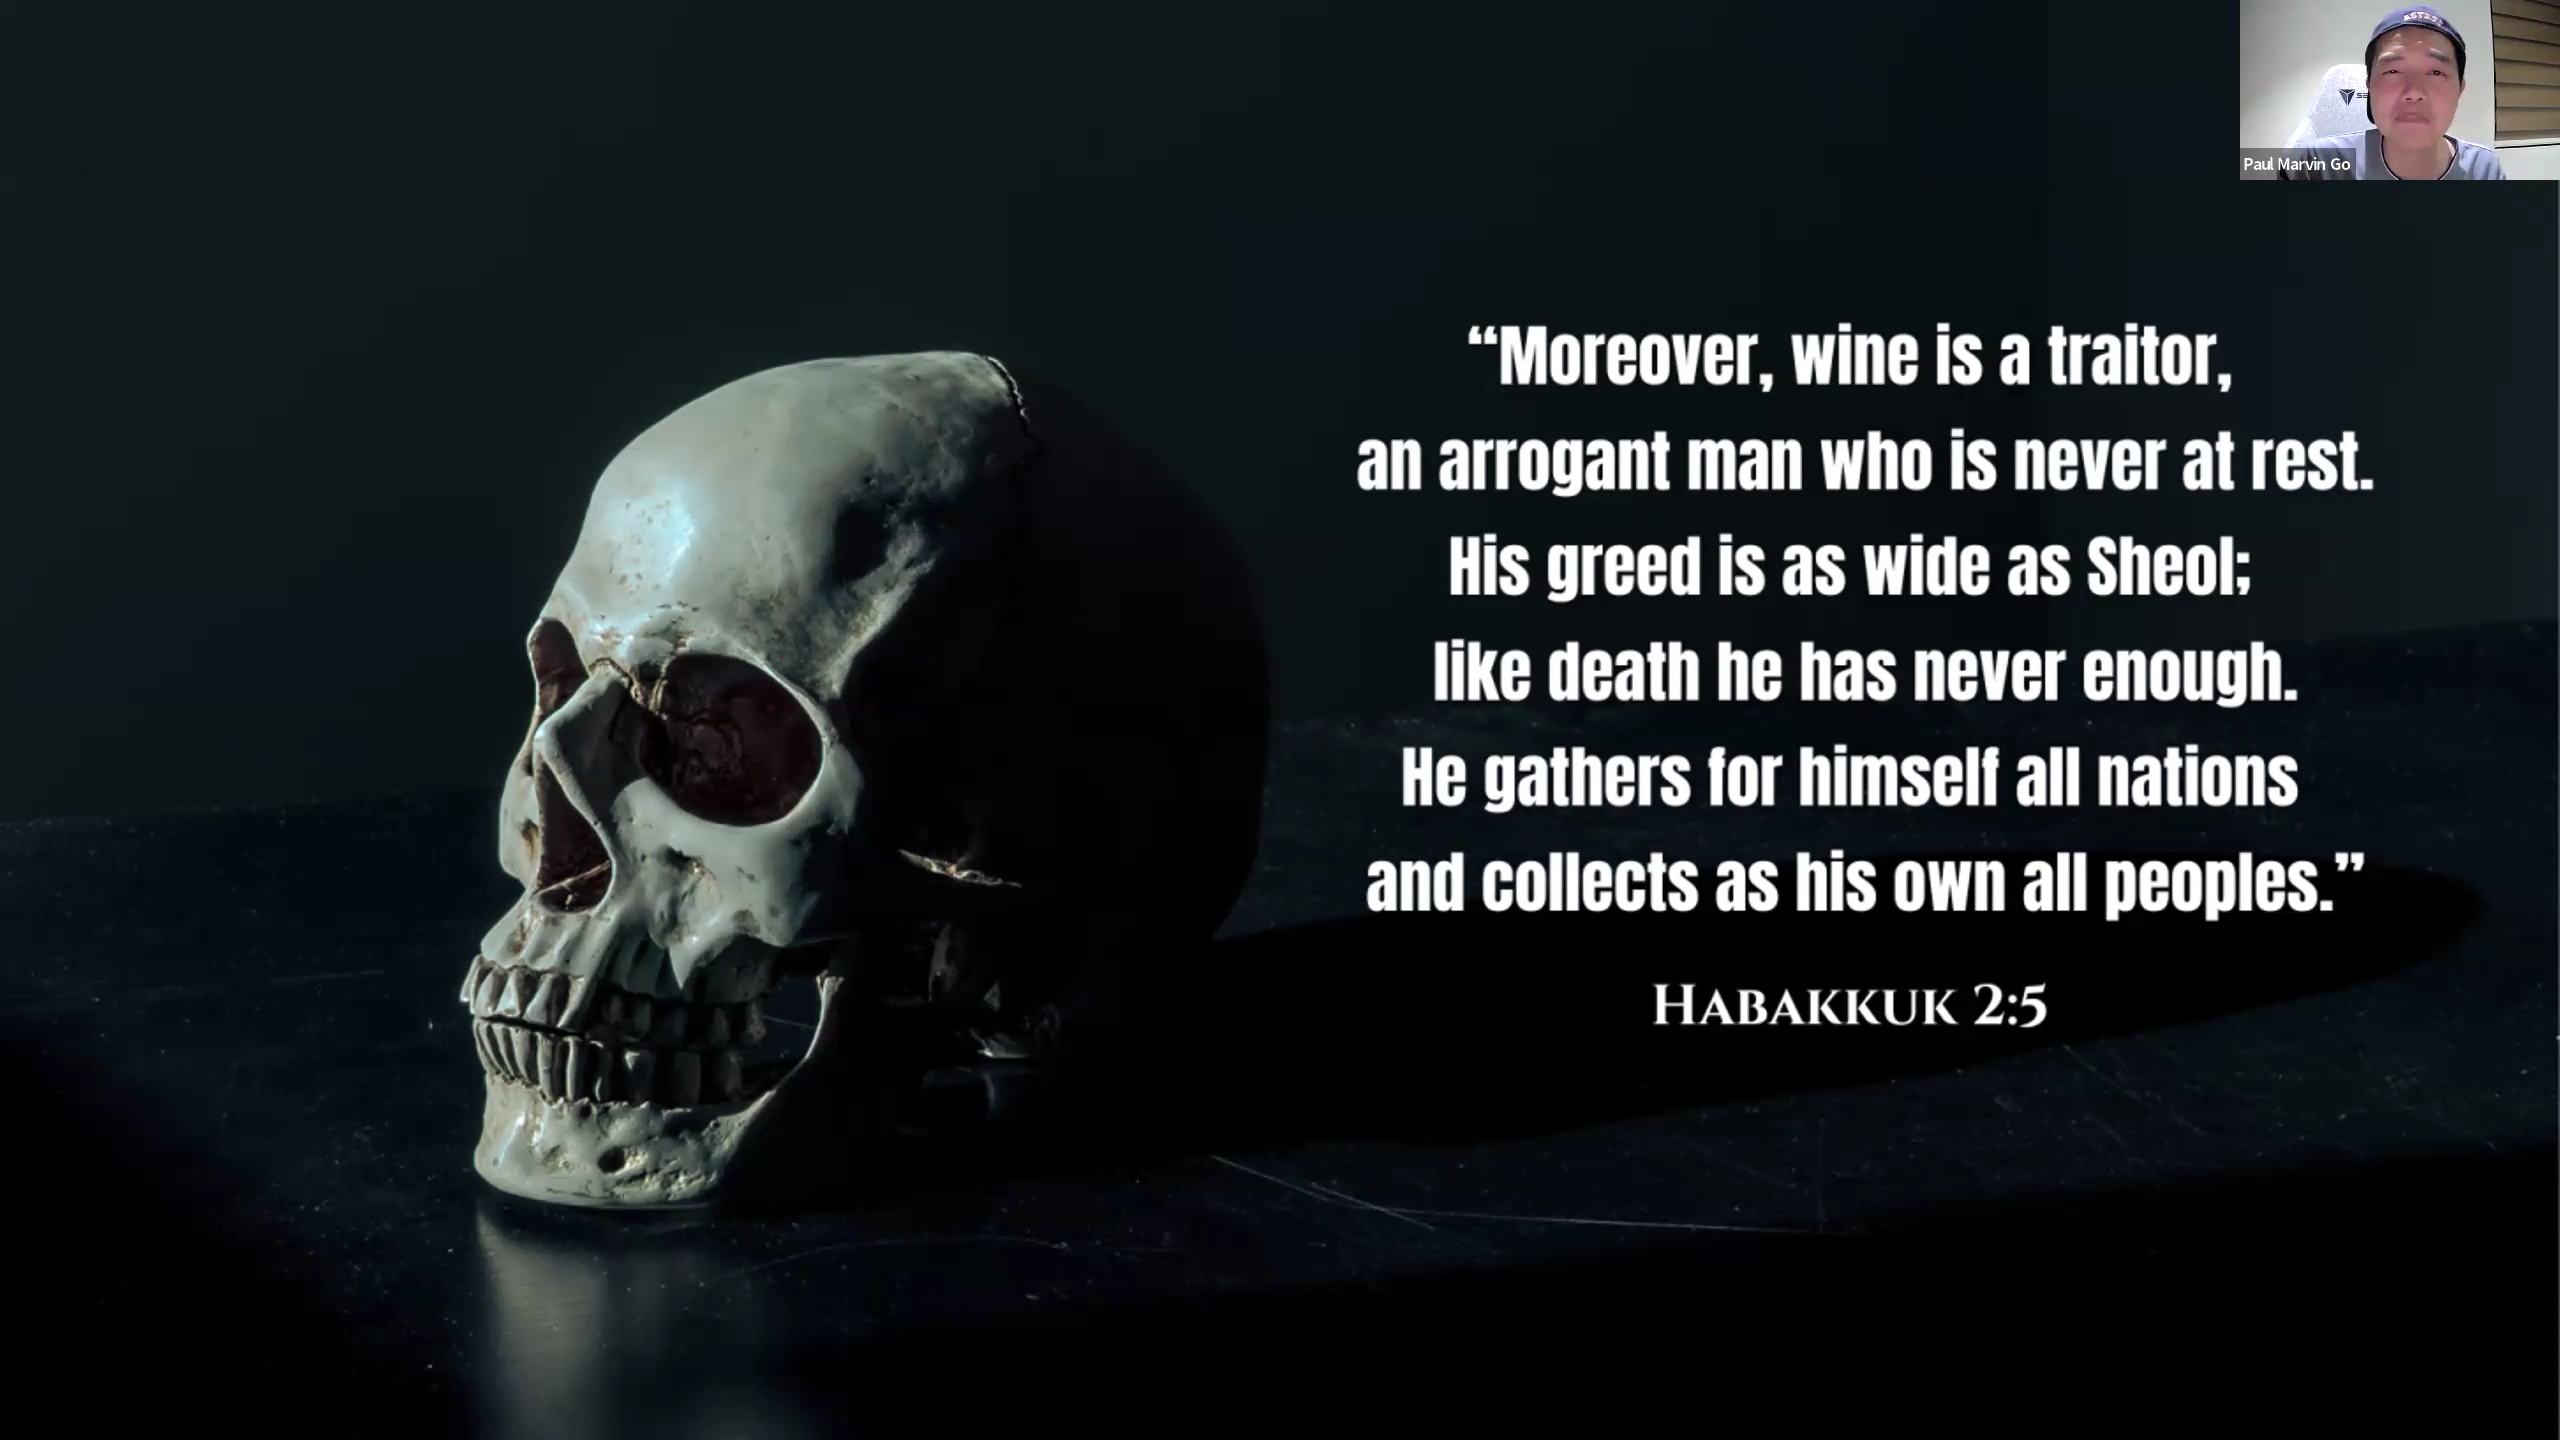 “Moreover, wine is a traitor,
an arrogant man who is never at rest.
His greed is as wide as Sheol;
like death he has never enough.
He gathers for himself all nations
and collects as his own all peoples.”
Habakkuk 2:5
Paul Marvin Go